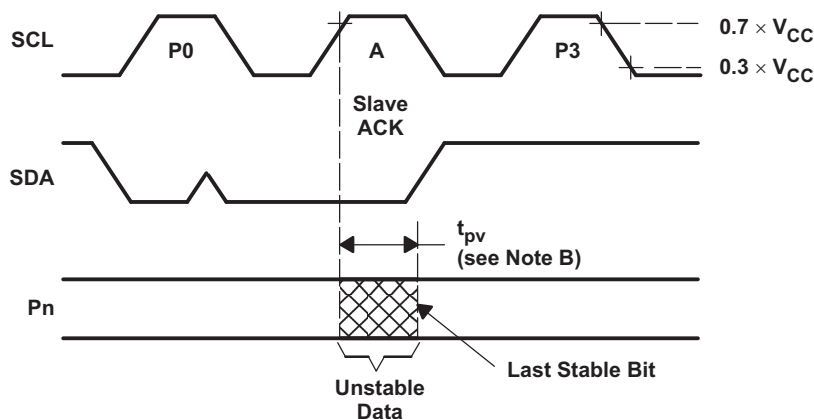 SCL
P0
A
P3
0.7 × VCC
0.3 × VCC
Slave
ACK
SDA
tpv
(see Note B)
Pn
Last Stable Bit
Unstable
Data